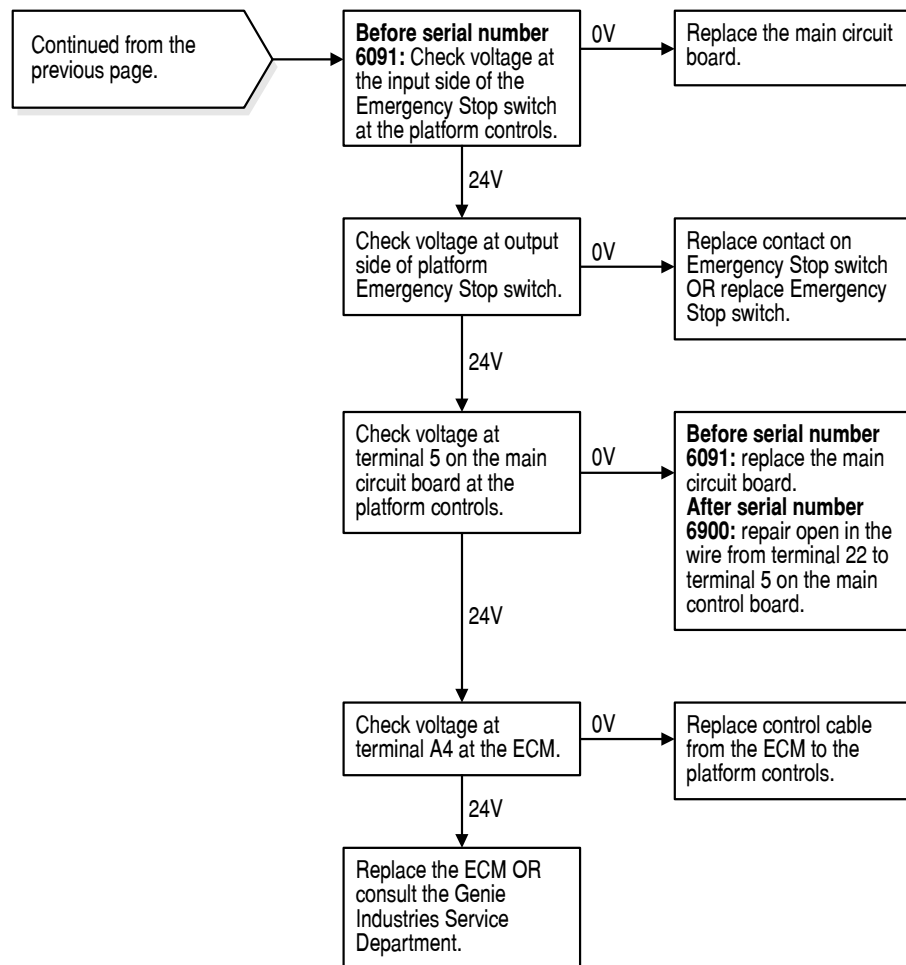 Continued from the
previous page.
Before serial number
6091: Check voltage at
the input side of the
Emergency Stop switch
at the platform controls.
0V
Replace the main circuit
board.
24V
Check voltage at output
side of platform
Emergency Stop switch.
0V
Replace contact on
Emergency Stop switch
OR replace Emergency
Stop switch.
24V
Check voltage at
terminal 5 on the main
circuit board at the
platform controls.
0V
Before serial number
6091: replace the main
circuit board.
After serial number
6900: repair open in the
wire from terminal 22 to
terminal 5 on the main
control board.
24V
Check voltage at
terminal A4 at the ECM.
0V
Replace control cable
from the ECM to the
platform controls.
24V
Replace the ECM OR
consult the Genie
Industries Service
Department.